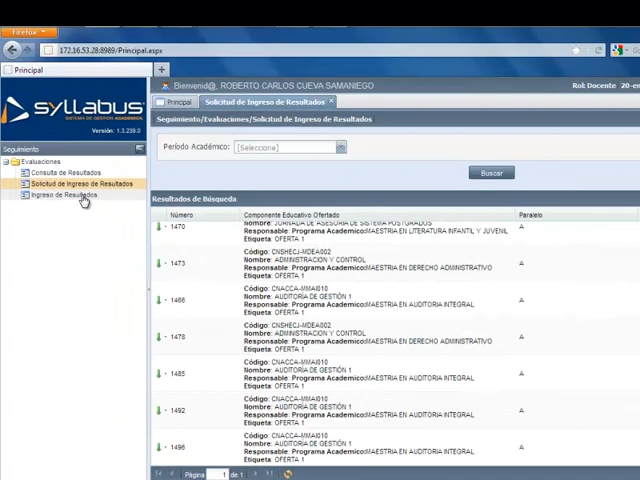 Firefox
172.16.53.28:8989/Principal.aspx
Principal
+
Bienvenid@, ROBERTO CARLOS CUEVA SAMANIEGO
Rol: Docente
20-en
syllabus
SISTEMA DE GESTIÓN ACADÉMICA
Versión: 1.3.239.0
Principal
Solicitud de Ingreso de Resultados
Seguimiento/Evaluaciones/Solicitud de Ingreso de Resultados
Seguimiento
Evaluaciones
Consulta de Resultados
Solicitud de Ingreso de Resultados
Ingreso de Resultados
Período Académico:
[Seleccione]
Buscar
Resultados de Búsqueda
Número
Componente Educativo Ofertado
Paralelo
1470
Nombre: JORNADA DE ASESORIA DE SISTEMA POSTGRADOS
Responsable: Programa Academico:MAESTRIA EN LITERATURA INFANTIL Y JUVENIL
Etiqueta: OFERTA 1
A
1473
Código: CNSHECJ-MDEA002
Nombre: ADMINISTRACION Y CONTROL
Responsable: Programa Academico:MAESTRIA EN DERECHO ADMINISTRATIVO
Etiqueta: OFERTA 1
A
1466
Código: CNACCA-MMAI010
Nombre: AUDITORÍA DE GESTIÓN 1
Responsable: Programa Academico:MAESTRIA EN AUDITORIA INTEGRAL
Etiqueta: OFERTA 1
A
1478
Código: CNSHECJ-MDEA002
Nombre: ADMINISTRACION Y CONTROL
Responsable: Programa Academico:MAESTRIA EN DERECHO ADMINISTRATIVO
Etiqueta: OFERTA 1
A
1485
Código: CNACCA-MMAI010
Nombre: AUDITORÍA DE GESTIÓN 1
Responsable: Programa Academico:MAESTRIA EN AUDITORIA INTEGRAL
Etiqueta: OFERTA 1
A
1492
Código: CNACCA-MMAI010
Nombre: AUDITORÍA DE GESTIÓN 1
Responsable: Programa Academico:MAESTRIA EN AUDITORIA INTEGRAL
Etiqueta: OFERTA 1
A
1496
Código: CNACCA-MMAI010
Nombre: AUDITORÍA DE GESTIÓN 1
Responsable: Programa Academico:MAESTRIA EN AUDITORIA INTEGRAL
Etiqueta: OFERTA 1
A
Página 1 de 1